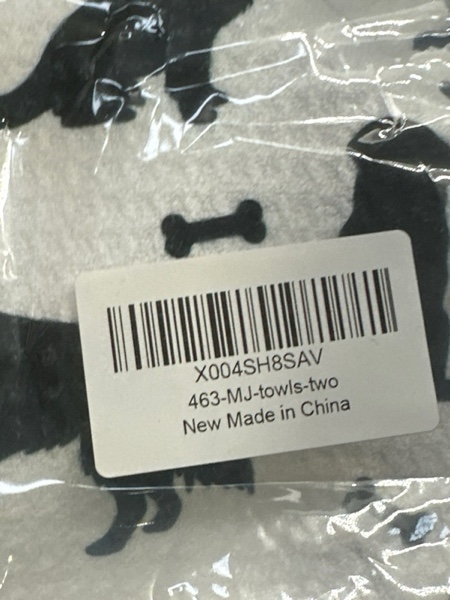 X004SH8SAV
463-MJ-towls-two
New Made in China